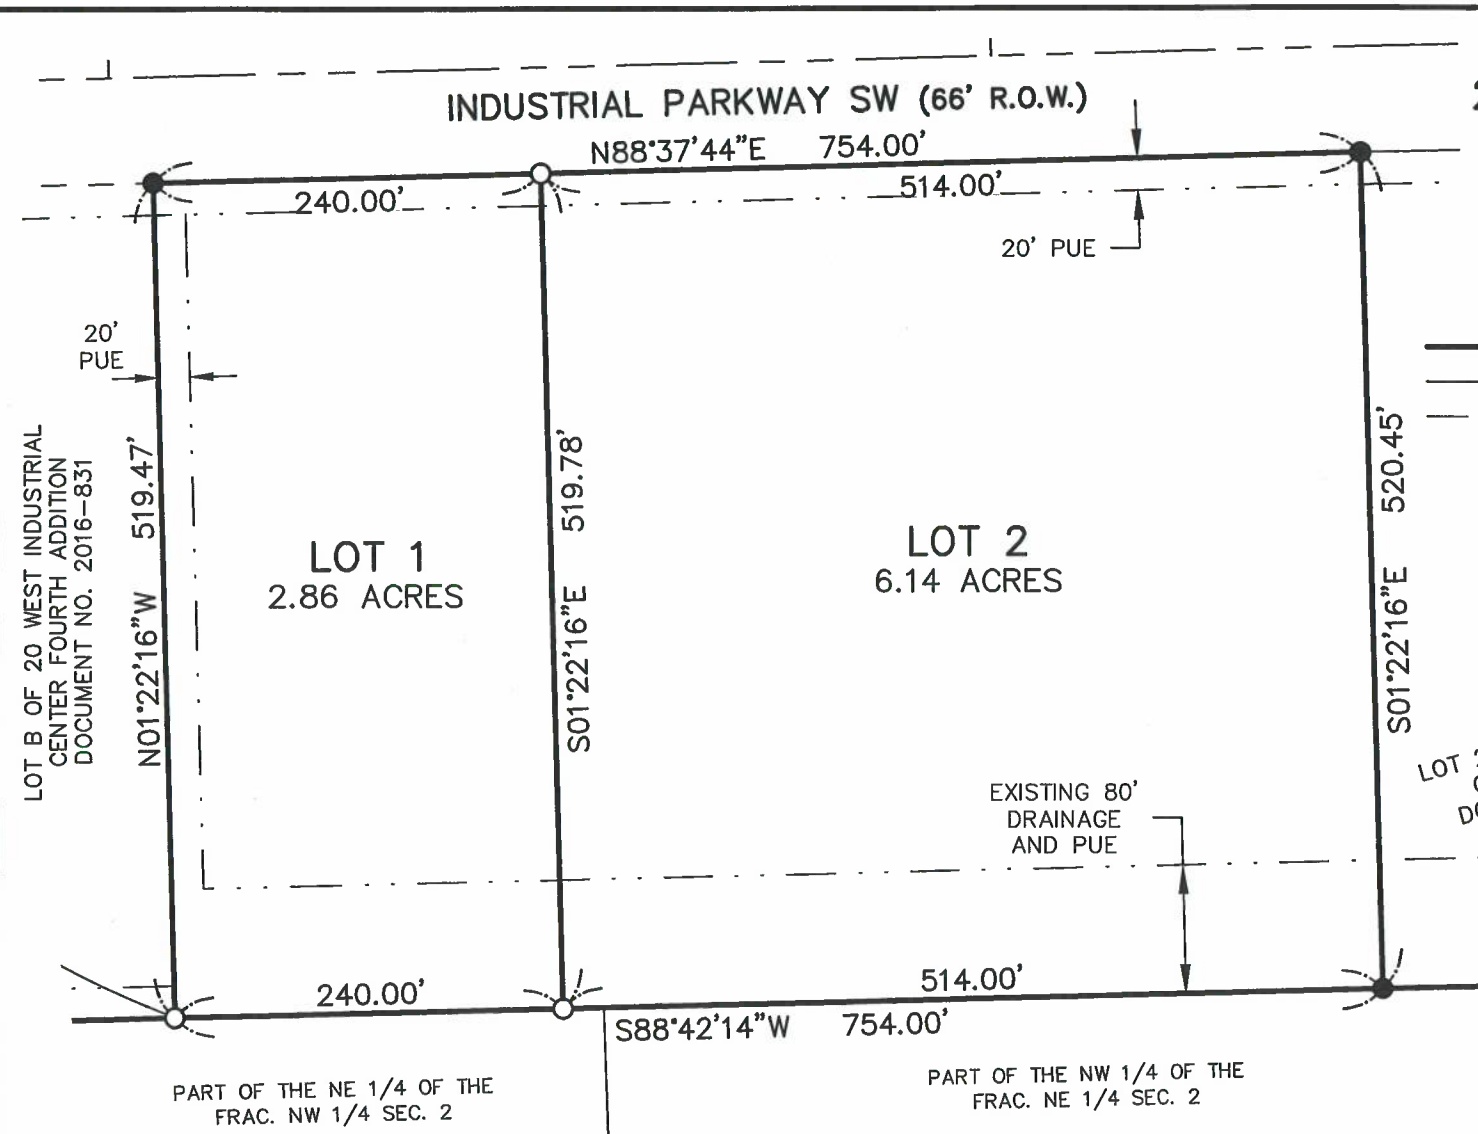 INDUSTRIAL PARKWAY SW (66' R.O.W.)
N88°37'44"E 754.00'
240.00'
514.00'
20' PUE
20'
PUE
LOT B OF 20 WEST INDUSTRIAL
CENTER FOURTH ADDITION
DOCUMENT NO. 2016-831
N01°22'16"W 519.47'
LOT 1
2.86 ACRES
S01°22'16"E 519.78'
LOT 2
6.14 ACRES
S01°22'16"E 520.45'
LOT
EXISTING 80'
DRAINAGE
AND PUE
240.00'
514.00'
S88°42'14"W 754.00'
PART OF THE NE 1/4 OF THE
FRAC. NW 1/4 SEC. 2
PART OF THE NW 1/4 OF THE
FRAC. NE 1/4 SEC. 2